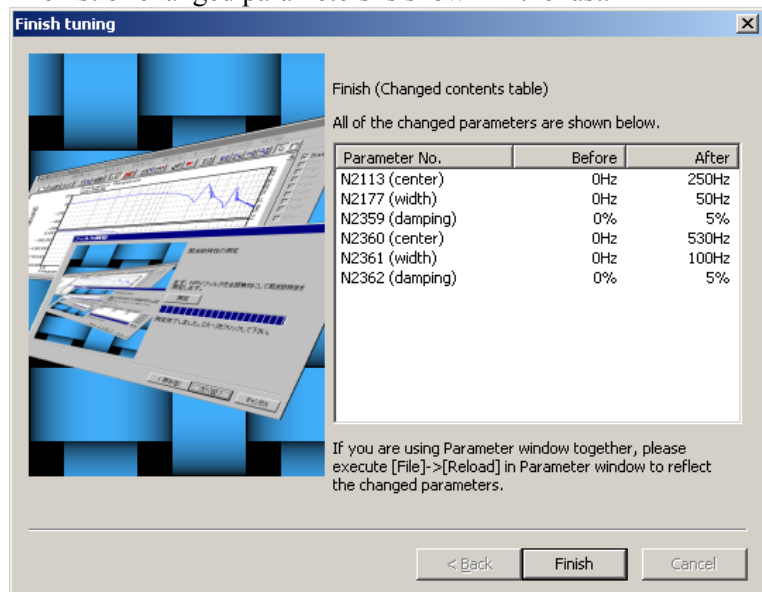 Finish tuning
Finish (Changed contents table)
All of the changed parameters are shown below.
Parameter No. Before After
N2113 (center) 0Hz 250Hz
N2177 (width) 0Hz 50Hz
N2359 (damping) 0% 5%
N2360 (center) 0Hz 530Hz
N2361 (width) 0Hz 100Hz
N2362 (damping) 0% 5%
If you are using Parameter window together, please
execute [File]->[Reload] in Parameter window to reflect
the changed parameters.
< Back Finish Cancel